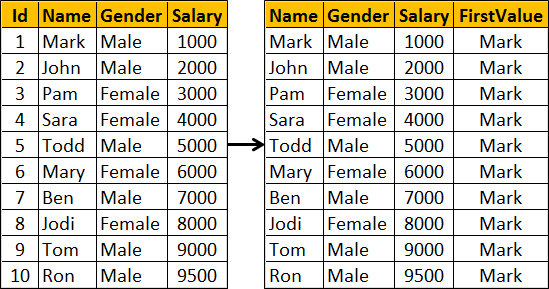 Id Name Gender Salary
1 Mark Male 1000
2 John Male 2000
3 Pam Female 3000
4 Sara Female 4000
5 Todd Male 5000
6 Mary Female 6000
7 Ben Male 7000
8 Jodi Female 8000
9 Tom Male 9000
10 Ron Male 9500
Name Gender Salary FirstValue
Mark Male 1000 Mark
John Male 2000 Mark
Pam Female 3000 Mark
Sara Female 4000 Mark
Todd Male 5000 Mark
Mary Female 6000 Mark
Ben Male 7000 Mark
Jodi Female 8000 Mark
Tom Male 9000 Mark
Ron Male 9500 Mark